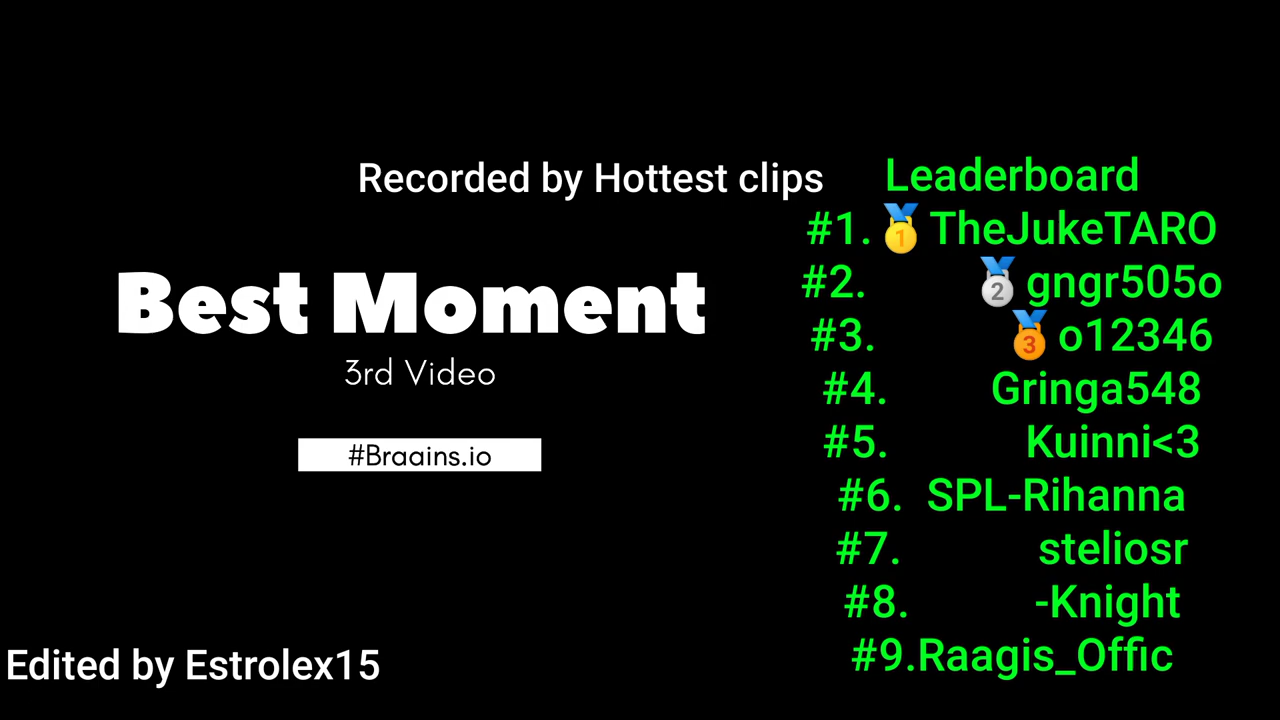 Recorded by Hottest clips
Best Moment
3rd Video
#Braains.io
Edited by Estrolex15
Leaderboard
#1.🥇TheJukeTARO
#2. 🥈gngr505o
#3. 🥉o12346
#4. Gringa548
#5. Kuinni<3
#6. SPL-Rihanna
#7. steliosr
#8. -Knight
#9.Raagis_Offic